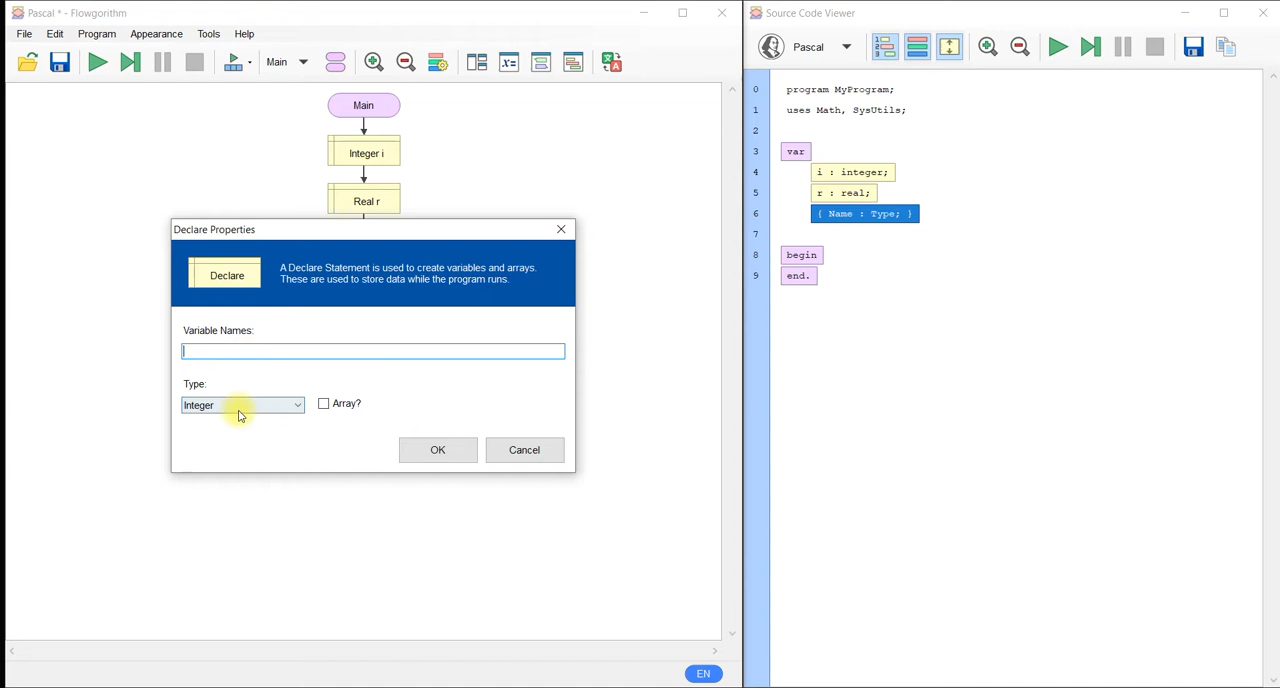 Pascal * - Flowgorithm
File Edit Program Appearance Tools Help
Main
Main
Integer i
Real r
Declare Properties
Declare
A Declare Statement is used to create variables and arrays.
These are used to store data while the program runs.
Variable Names:
Type:
Integer
Array?
OK Cancel
EN
Source Code Viewer
Pascal
0 program MyProgram;
1 uses Math, SysUtils;
2
3 var
4 i : integer;
5 r : real;
6 { Name : Type; }
7
8 begin
9 end.